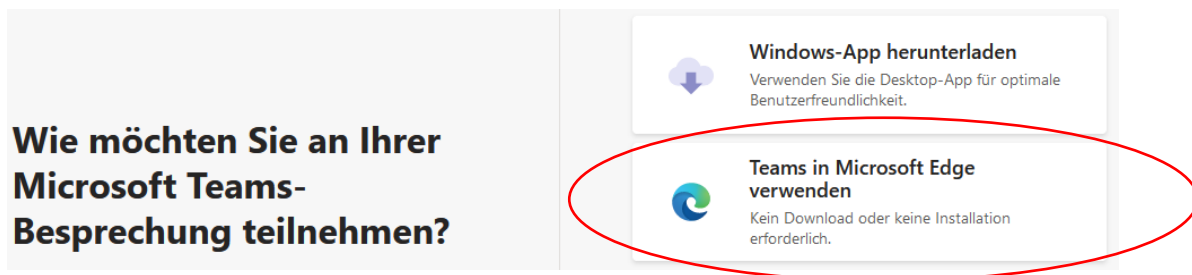 Wie möchten Sie an Ihrer
Microsoft Teams-
Besprechung teilnehmen?
Windows-App herunterladen
Verwenden Sie die Desktop-App für optimale
Benutzerfreundlichkeit.
Teams in Microsoft Edge
verwenden
Kein Download oder keine Installation
erforderlich.